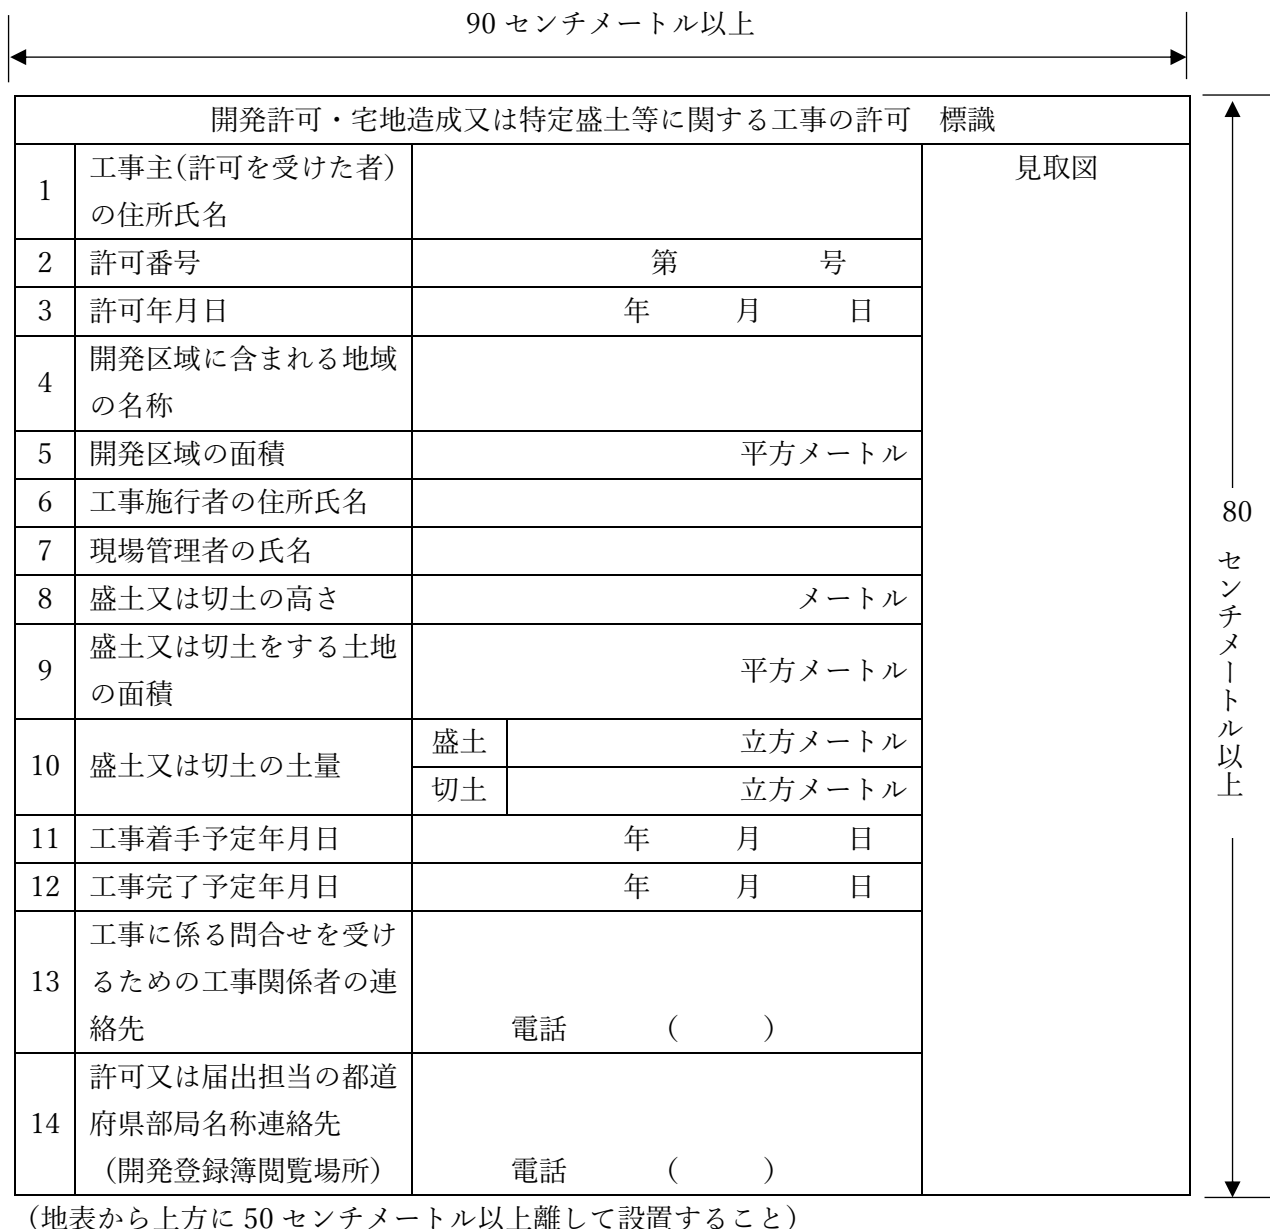 90 センチメートル以上
開発許可・宅地造成又は特定盛土等に関する工事の許可　標識
1
工事主(許可を受けた者)
の住所氏名
見取図
2 許可番号 第 号
3 許可年月日 年 月 日
4
開発区域に含まれる地域
の名称
5 開発区域の面積 平方メートル
6 工事施行者の住所氏名
7 現場管理者の氏名
8 盛土又は切土の高さ メートル
9
盛土又は切土をする土地
の面積
平方メートル
10 盛土又は切土の土量
盛土 立方メートル
切土 立方メートル
11 工事着手予定年月日 年 月 日
12 工事完了予定年月日 年 月 日
13
工事に係る問合せを受け
るための工事関係者の連
絡先
電話 ( )
14
許可又は届出担当の都道
府県部局名称連絡先
（開発登録簿閲覧場所）
電話 ( )
80
センチメートル以上
（地表から上方に 50 センチメートル以上離して設置すること）